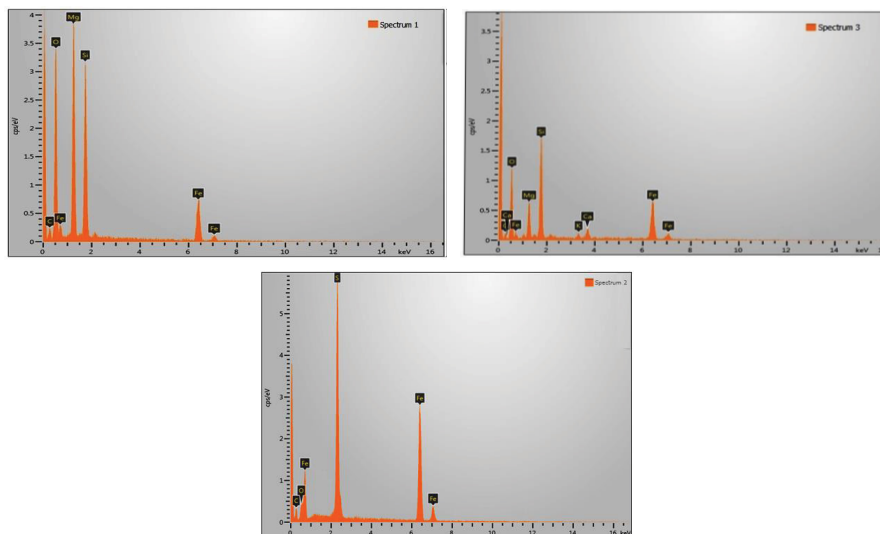 Spectrum 1
4
Mg
3.5
O
Si
3
2.5
cps/eV
2
1.5
1
Fe
0.5
C Fe
Fe
0
0 2 4 6 8 10 12 14 keV 16
Spectrum 3
3.5
3
2.5
cps/eV
2
Si
1.5
O
1
Mg Fe
0.5
Ca Ca
Fe K Fe
0
0 2 4 6 8 10 12 14 keV
Spectrum 2
S
5
4
cps/eV
3
Fe
2
Fe
1
O
C Fe
0
0 2 4 6 8 10 12 14 16 keV